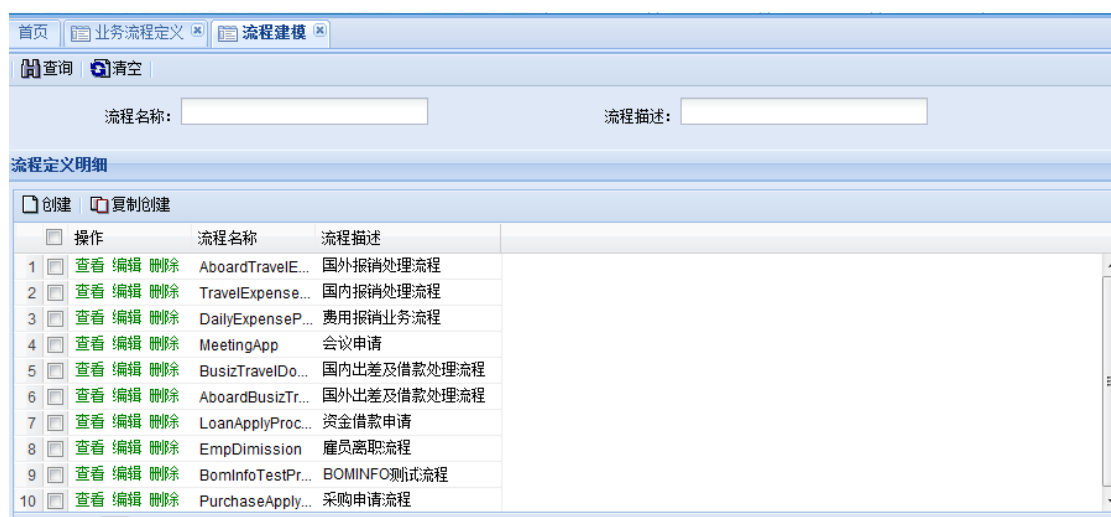 首页 业务流程定义 流程建模
查询 清空
流程名称： 流程描述：
流程定义明细
创建 复制创建
操作 流程名称 流程描述
1 查看 编辑 删除 AboardTravelE... 国外报销处理流程
2 查看 编辑 删除 TravelExpense... 国内报销处理流程
3 查看 编辑 删除 DailyExpenseP... 费用报销业务流程
4 查看 编辑 删除 MeetingApp 会议申请
5 查看 编辑 删除 BusizTravelDo... 国内出差及借款处理流程
6 查看 编辑 删除 AboardBusizTr... 国外出差及借款处理流程
7 查看 编辑 删除 LoanApplyProc... 资金借款申请
8 查看 编辑 删除 EmpDimission 雇员离职流程
9 查看 编辑 删除 BomInfoTestPr... BOMINFO测试流程
10 查看 编辑 删除 PurchaseApply... 采购申请流程